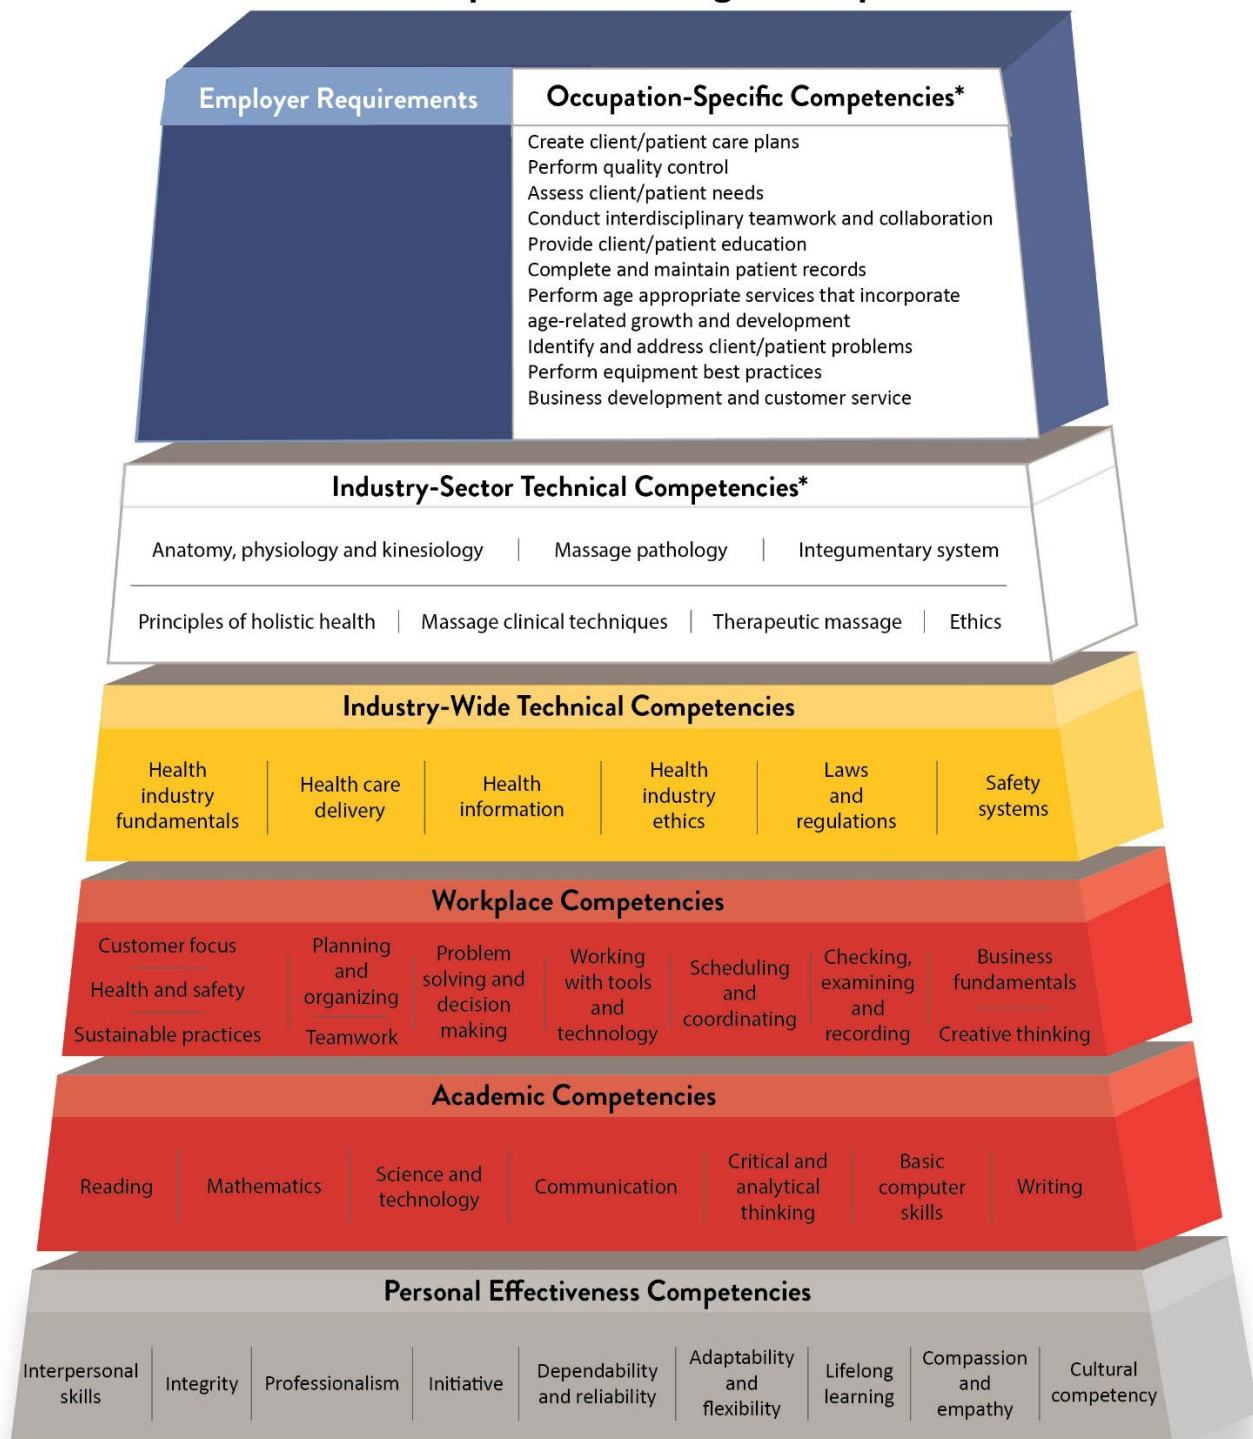 Employer Requirements
Occupation-Specific Competencies*
Create client/patient care plans
Perform quality control
Assess client/patient needs
Conduct interdisciplinary teamwork and collaboration
Provide client/patient education
Complete and maintain patient records
Perform age appropriate services that incorporate
age-related growth and development
Identify and address client/patient problems
Perform equipment best practices
Business development and customer service
Industry-Sector Technical Competencies*
Anatomy, physiology and kinesiology
Massage pathology
Integumentary system
Principles of holistic health
Massage clinical techniques
Therapeutic massage
Ethics
Industry-Wide Technical Competencies
Health
industry
fundamentals
Health care
delivery
Health
information
Health
industry
ethics
Laws
and
regulations
Safety
systems
Workplace Competencies
Customer focus
Health and safety
Sustainable practices
Planning
and
organizing
Teamwork
Problem
solving and
decision
making
Working
with tools
and
technology
Scheduling
and
coordinating
Checking,
examining
and
recording
Business
fundamentals
Creative thinking
Academic Competencies
Reading
Mathematics
Science and
technology
Communication
Critical and
analytical
thinking
Basic
computer
skills
Writing
Personal Effectiveness Competencies
Interpersonal
skills
Integrity
Professionalism
Initiative
Dependability
and reliability
Adaptability
and
flexibility
Lifelong
learning
Compassion
and
empathy
Cultural
competency